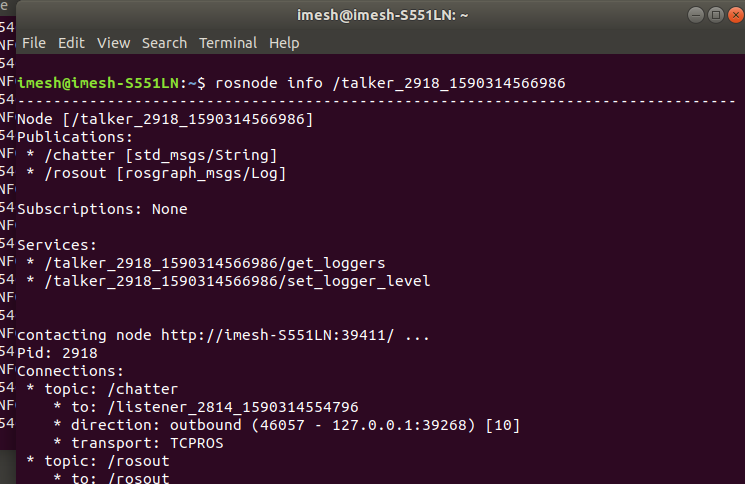 imesh@imesh-S551LN: ~
File Edit View Search Terminal Help
imesh@imesh-S551LN:~$ rosnode info /talker_2918_1590314566986
--------------------------------------------------------------------------------
Node [/talker_2918_1590314566986]
Publications:
* /chatter [std_msgs/String]
* /rosout [rosgraph_msgs/Log]
Subscriptions: None
Services:
* /talker_2918_1590314566986/get_loggers
* /talker_2918_1590314566986/set_logger_level
contacting node http://imesh-S551LN:39411/ ...
Pid: 2918
Connections:
* topic: /chatter
* to: /listener_2814_1590314554796
* direction: outbound (46057 - 127.0.0.1:39268) [10]
* transport: TCPROS
* topic: /rosout
* to: /rosout